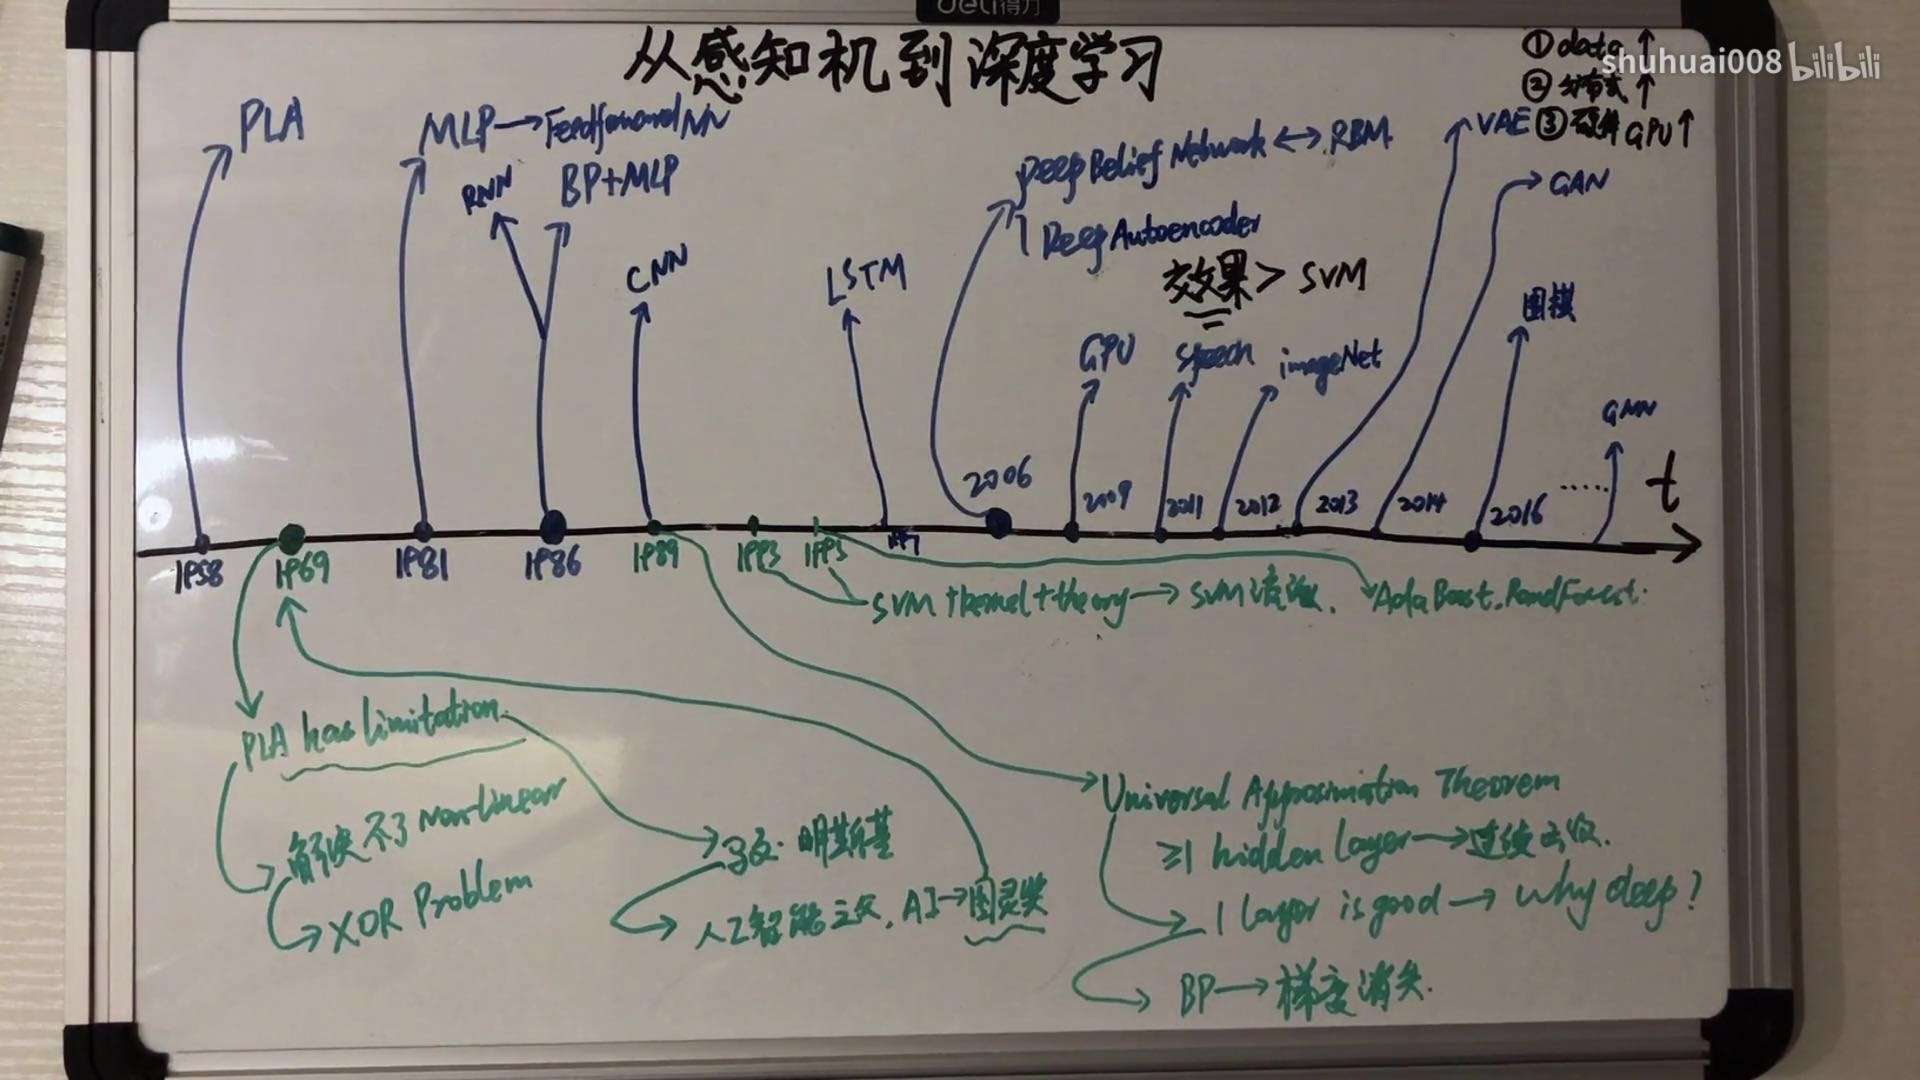 deli得力
从感知机到深度学习
shuhuai008 bilibili
① data ↑
② 分布式 ↑
③ 硬件 GPU ↑
PLA
MLP → Feedforward NN
RNN
BP+MLP
CNN
LSTM
Deep Belief Network ↔ RBM
Deep Autoencoder
效果 > SVM
GPU
speech
imageNet
VAE
GAN
围棋
GNN
.....
t
1958
1969
1981
1986
1989
1993
1995
1997
2006
2009
2011
2012
2013
2014
2016
SVM + kernel + theory → SVM 流派.
AdaBoost. RandForest.
PLA has limitation.
解决不了 non-linear
XOR Problem
马文·明斯基
人工智能之父, AI → 图灵奖
Universal Approximation Theorem
≥1 hidden Layer → 连续函数.
1 Layer is good → why deep?
BP → 梯度消失.